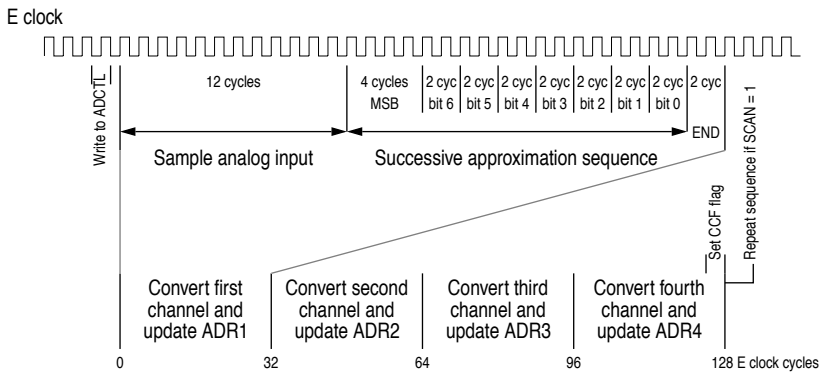 E clock
Write to ADCTL
12 cycles
4 cycles 2 cyc 2 cyc 2 cyc 2 cyc 2 cyc 2 cyc 2 cyc 2 cyc
MSB bit 6 bit 5 bit 4 bit 3 bit 2 bit 1 bit 0
END
Sample analog input
Successive approximation sequence
Set CCF flag
Repeat sequence if SCAN = 1
Convert first
channel and
update ADR1
Convert second
channel and
update ADR2
Convert third
channel and
update ADR3
Convert fourth
channel and
update ADR4
0 32 64 96 128 E clock cycles